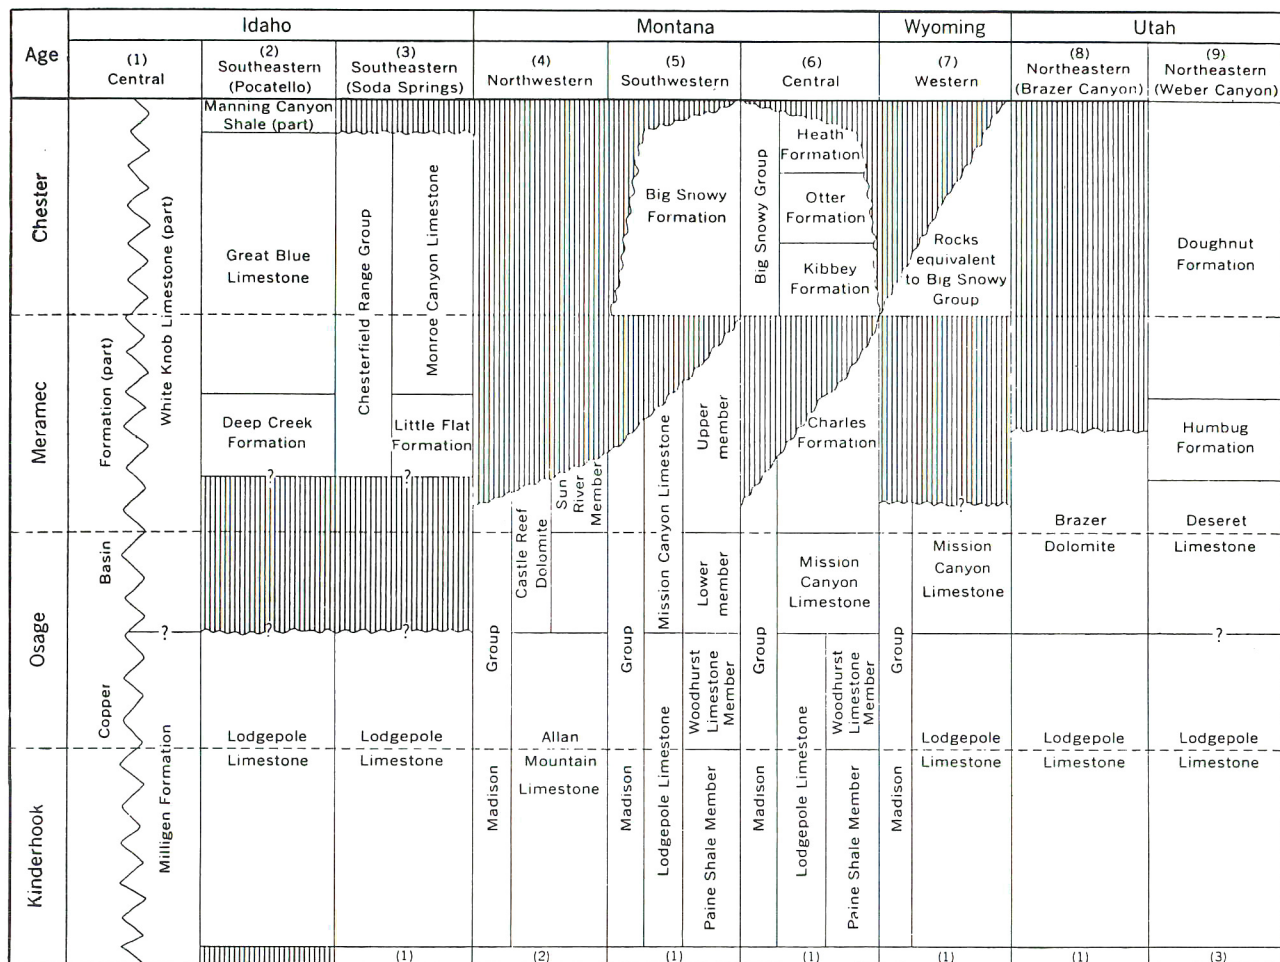 Age
Idaho
Montana
Wyoming
Utah
(1)
Central
(2)
Southeastern
(Pocatello)
(3)
Southeastern
(Soda Springs)
(4)
Northwestern
(5)
Southwestern
(6)
Central
(7)
Western
(8)
Northeastern
(Brazer Canyon)
(9)
Northeastern
(Weber Canyon)
Chester
Meramec
Osage
Kinderhook
Copper Basin Formation (part)
White Knob Limestone (part)
?
Milligen Formation
Manning Canyon
Shale (part)
Great Blue
Limestone
Deep Creek
Formation
?
?
Lodgepole
Limestone
Chesterfield Range Group
Monroe Canyon Limestone
Little Flat
Formation
?
?
Lodgepole
Limestone
(1)
Madison Group
Castle Reef
Dolomite
Sun
River
Member
Allan
Mountain
Limestone
(2)
Big Snowy
Formation
Madison Group
Mission Canyon Limestone
Upper
member
Lower
member
Lodgepole Limestone
Woodhurst
Limestone
Member
Paine Shale Member
(1)
Big Snowy Group
Heath
Formation
Otter
Formation
Kibbey
Formation
Charles
Formation
Mission
Canyon
Limestone
Madison Group
Lodgepole Limestone
Woodhurst
Limestone
Member
Paine Shale Member
(1)
Rocks
equivalent
to Big Snowy
Group
?
Mission
Canyon
Limestone
Madison Group
Lodgepole
Limestone
(1)
Brazer
Dolomite
Lodgepole
Limestone
(1)
Doughnut
Formation
Humbug
Formation
Deseret
Limestone
?
Lodgepole
Limestone
(3)